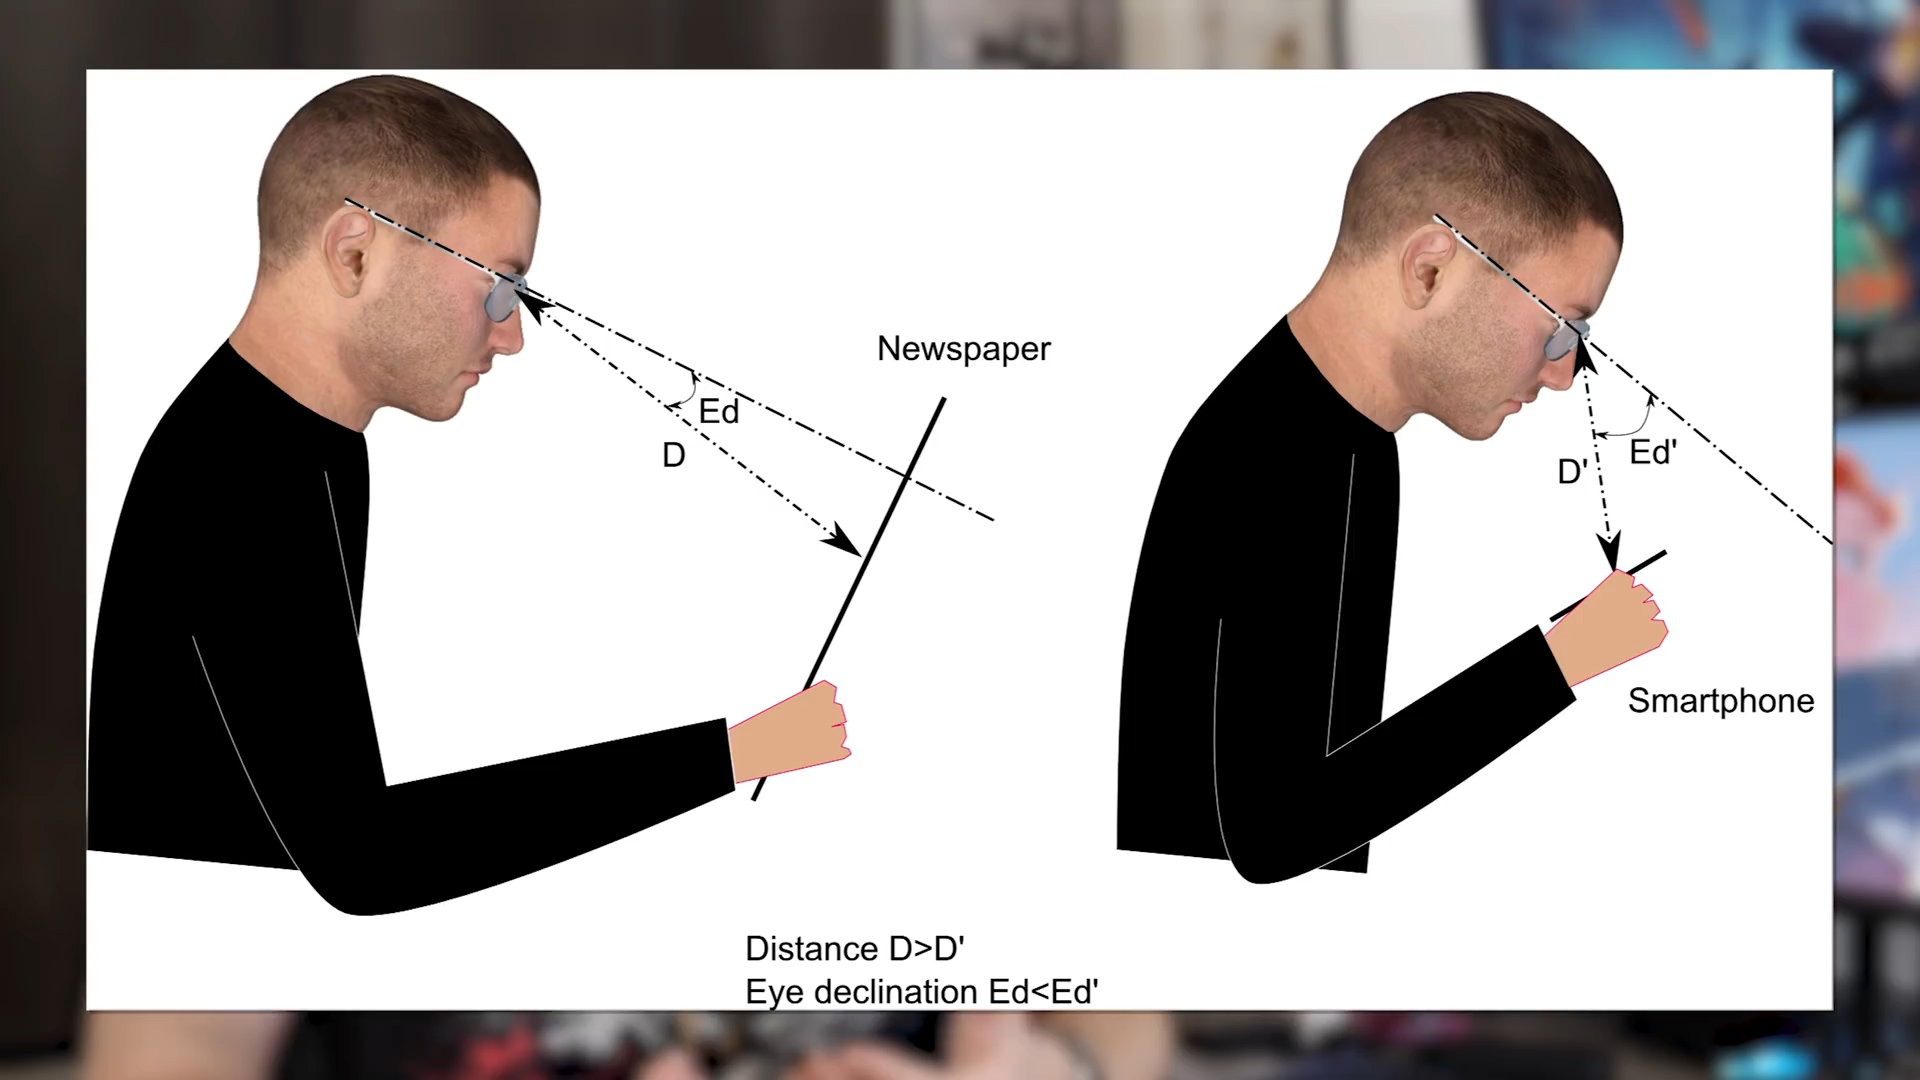 Newspaper
Ed
D
D'
Ed'
Smartphone
Distance D>D'
Eye declination Ed<Ed'